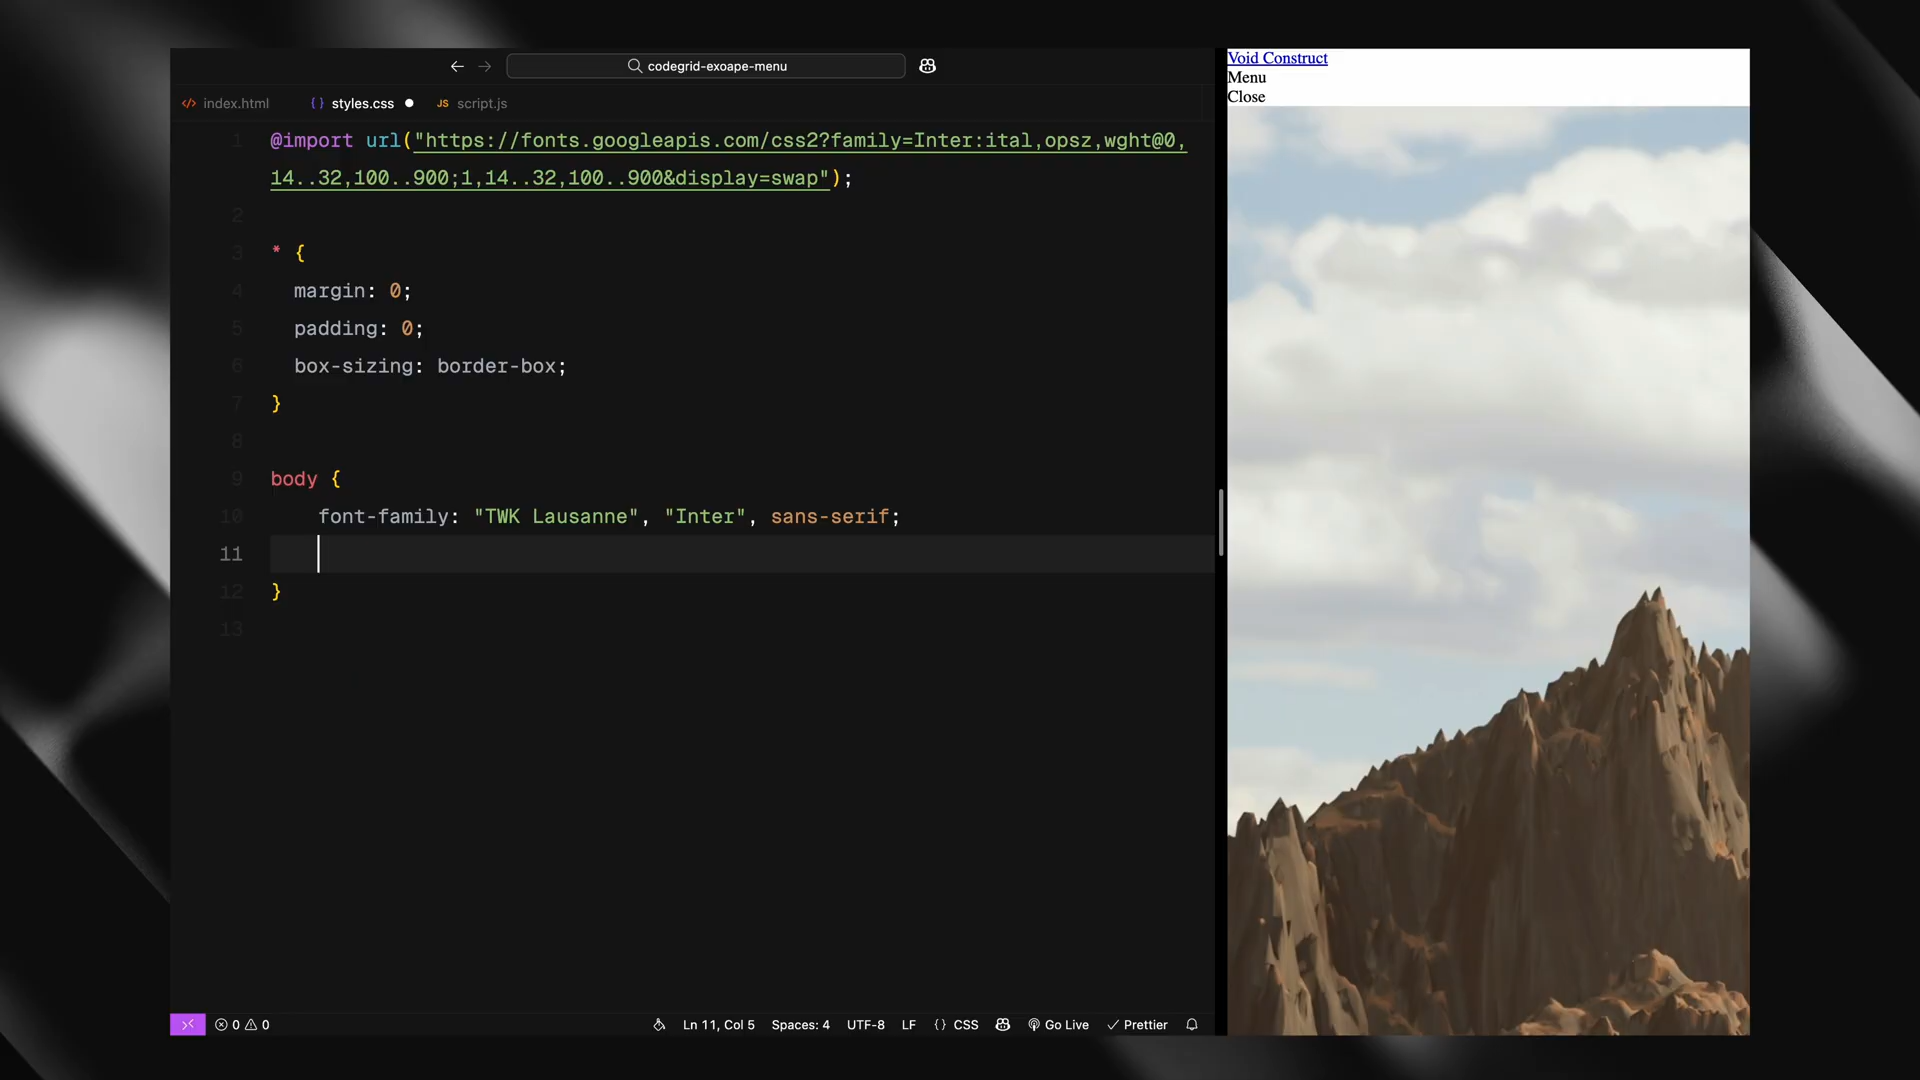 codegrid-exoape-menu
index.html
styles.css
JS script.js
1 @import url("https://fonts.googleapis.com/css2?family=Inter:ital,opsz,wght@0,
14..32,100..900;1,14..32,100..900&display=swap");
2
3 * {
4 margin: 0;
5 padding: 0;
6 box-sizing: border-box;
7 }
8
9 body {
10 font-family: "TWK Lausanne", "Inter", sans-serif;
11
12 }
13
0 0 Ln 11, Col 5 Spaces: 4 UTF-8 LF {} CSS Go Live Prettier
Void Construct
Menu
Close